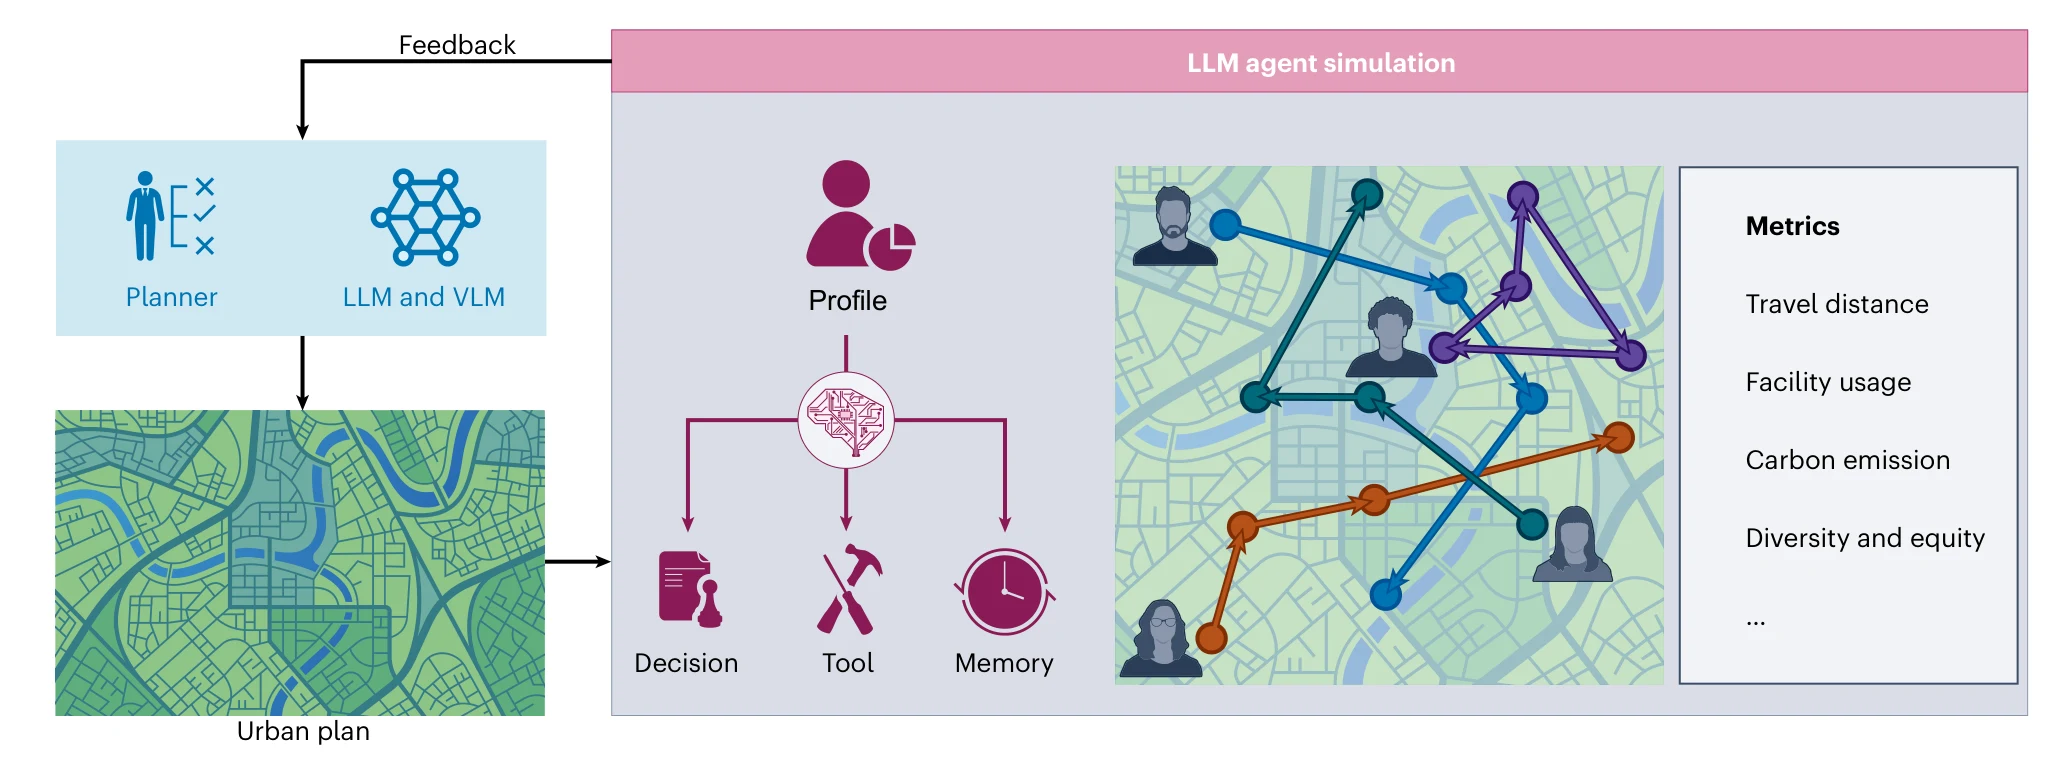 Feedback
LLM agent simulation
Planner
LLM and VLM
Urban plan
Profile
Decision
Tool
Memory
Metrics
Travel distance
Facility usage
Carbon emission
Diversity and equity
...